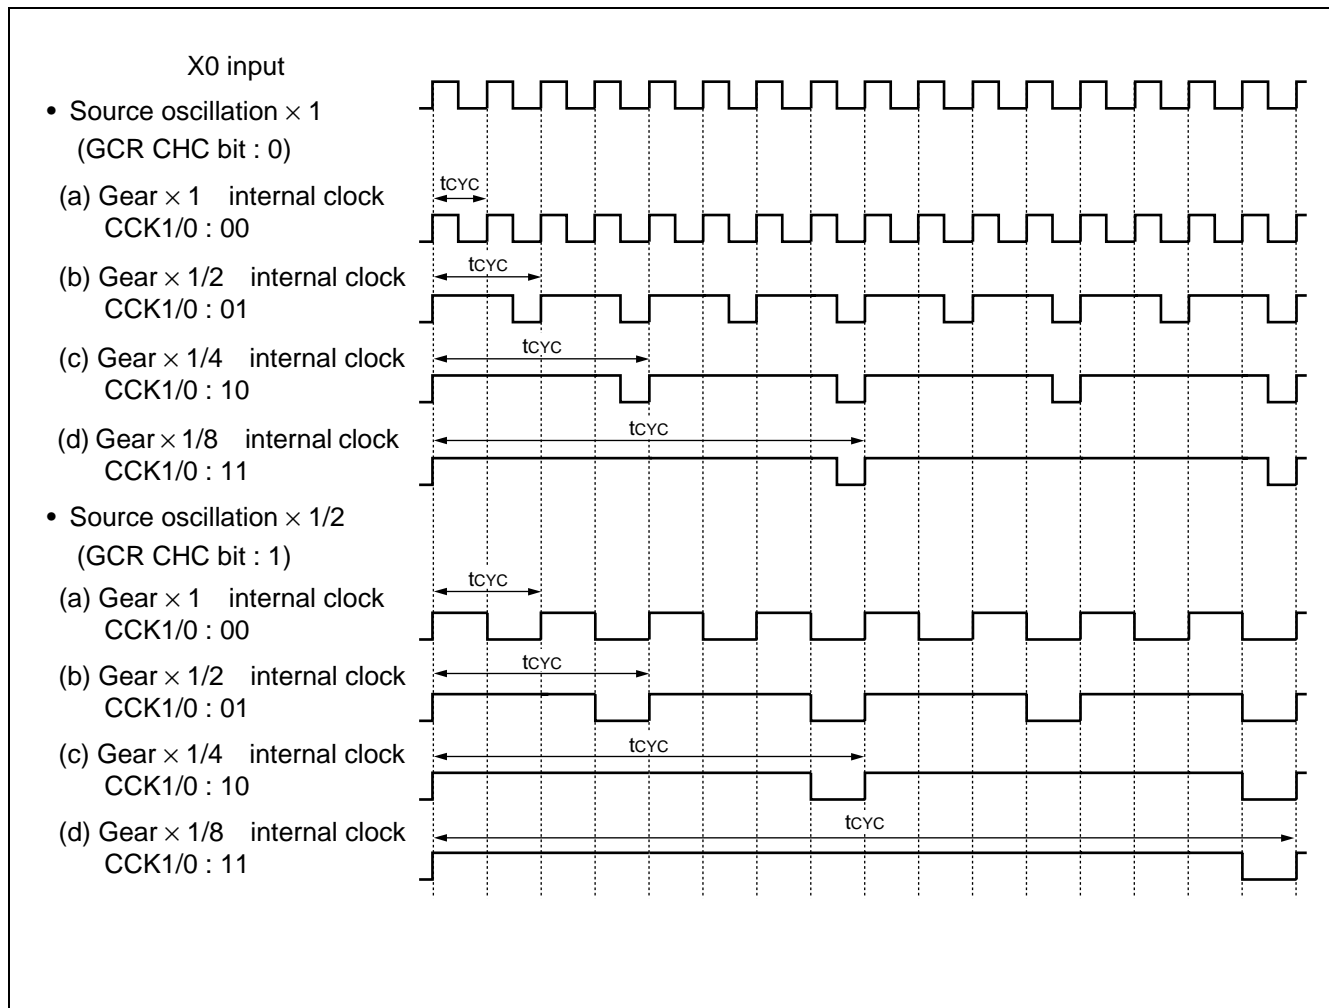 X0 input
• Source oscillation × 1
(GCR CHC bit : 0)
(a) Gear × 1 internal clock
CCK1/0 : 00
tCYC
(b) Gear × 1/2 internal clock
CCK1/0 : 01
tCYC
(c) Gear × 1/4 internal clock
CCK1/0 : 10
tCYC
(d) Gear × 1/8 internal clock
CCK1/0 : 11
tCYC
• Source oscillation × 1/2
(GCR CHC bit : 1)
(a) Gear × 1 internal clock
CCK1/0 : 00
tCYC
(b) Gear × 1/2 internal clock
CCK1/0 : 01
tCYC
(c) Gear × 1/4 internal clock
CCK1/0 : 10
tCYC
(d) Gear × 1/8 internal clock
CCK1/0 : 11
tCYC